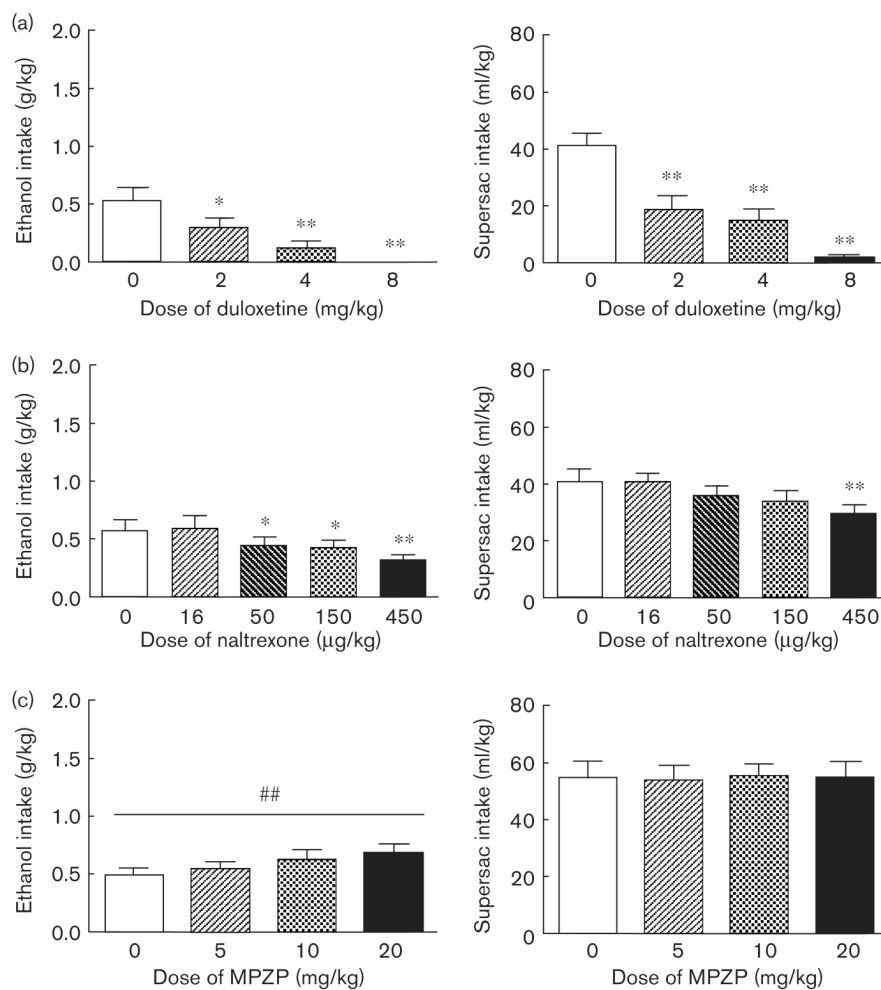 (a)
Ethanol intake (g/kg)
2.0
1.5
1.0
0.5
0.0
*
**
**
0 2 4 8
Dose of duloxetine (mg/kg)
Supersac intake (ml/kg)
80
60
40
20
0
**
**
**
0 2 4 8
Dose of duloxetine (mg/kg)
(b)
Ethanol intake (g/kg)
2.0
1.5
1.0
0.5
0.0
*
*
**
0 16 50 150 450
Dose of naltrexone (μg/kg)
Supersac intake (ml/kg)
80
60
40
20
0
**
0 16 50 150 450
Dose of naltrexone (μg/kg)
(c)
Ethanol intake (g/kg)
2.0
1.5
1.0
0.5
0.0
##
0 5 10 20
Dose of MPZP (mg/kg)
Supersac intake (ml/kg)
80
60
40
20
0
0 5 10 20
Dose of MPZP (mg/kg)